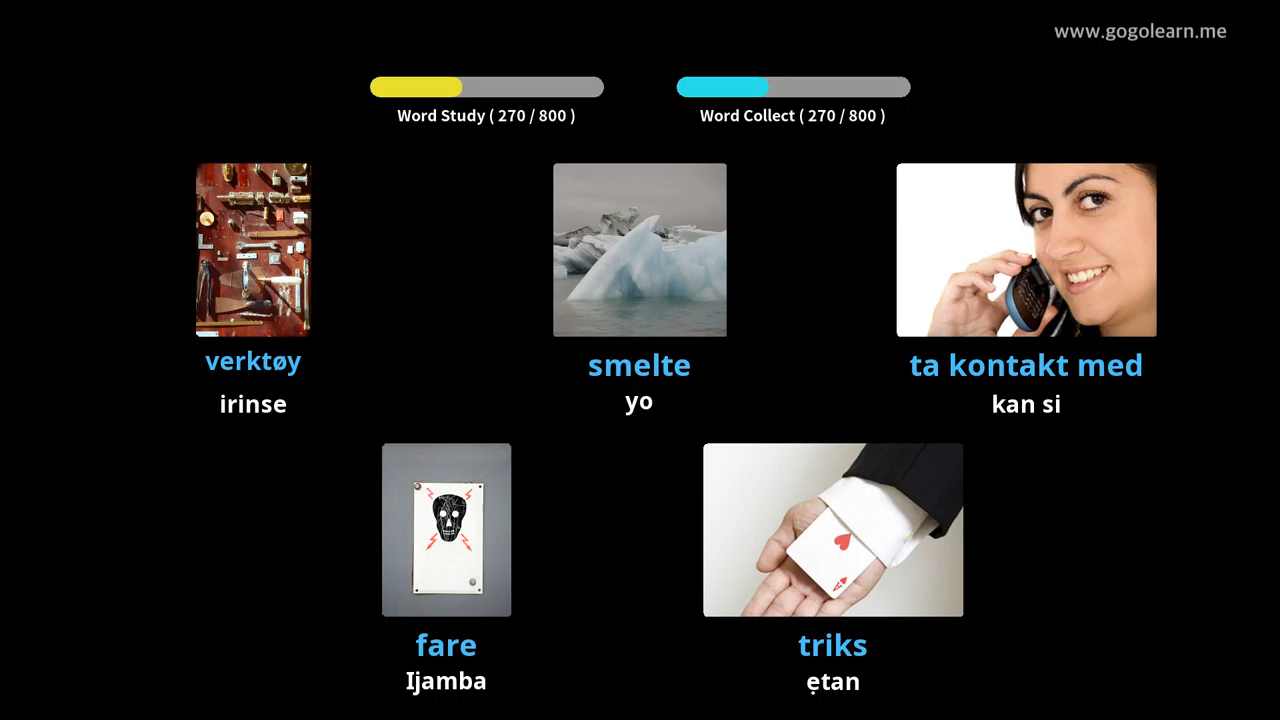 www.gogolearn.me
Word Study ( 270 / 800 )
Word Collect ( 270 / 800 )
verktøy
irinse
smelte
yo
ta kontakt med
kan si
fare
Ijamba
triks
ẹtan